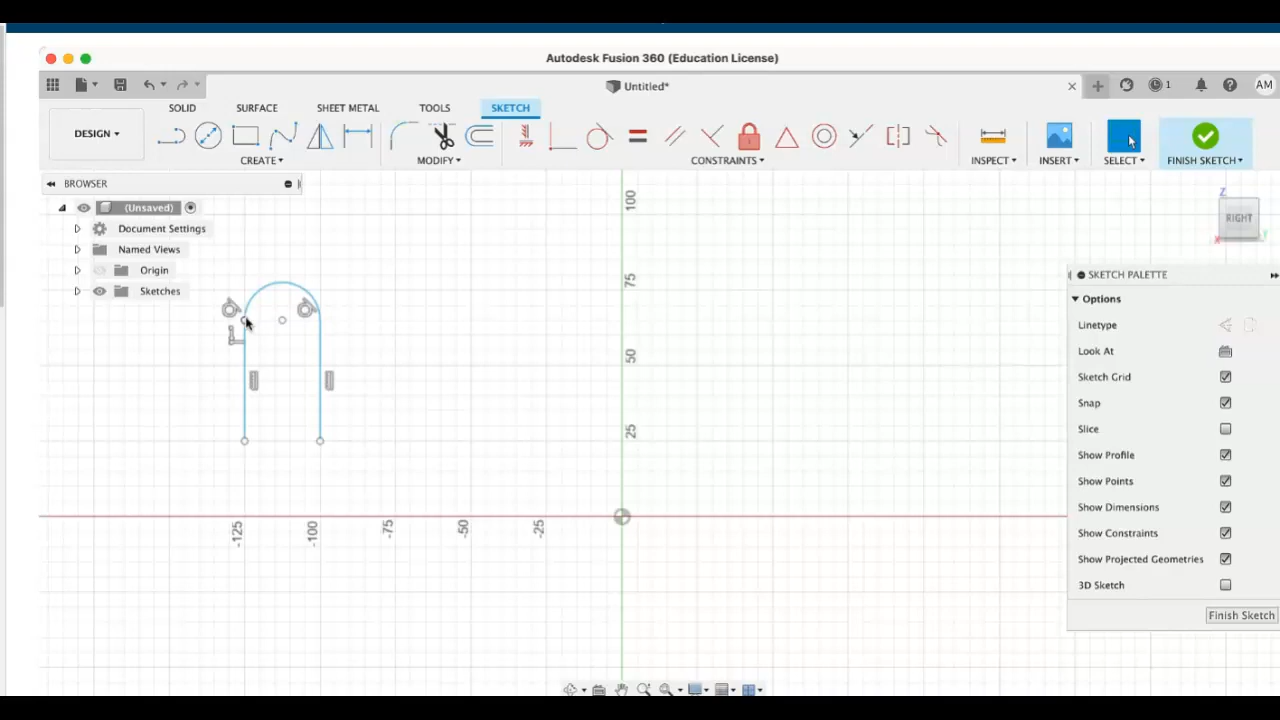 Autodesk Fusion 360 (Education License)
Untitled*
1
AM
DESIGN
SOLID
SURFACE
SHEET METAL
TOOLS
SKETCH
CREATE
MODIFY
CONSTRAINTS
INSPECT
INSERT
SELECT
FINISH SKETCH
BROWSER
(Unsaved)
Document Settings
Named Views
Origin
Sketches
100
75
50
25
-125
-100
-75
-50
-25
Z
RIGHT
X
Y
SKETCH PALETTE
Options
Linetype
Look At
Sketch Grid
Snap
Slice
Show Profile
Show Points
Show Dimensions
Show Constraints
Show Projected Geometries
3D Sketch
Finish Sketch